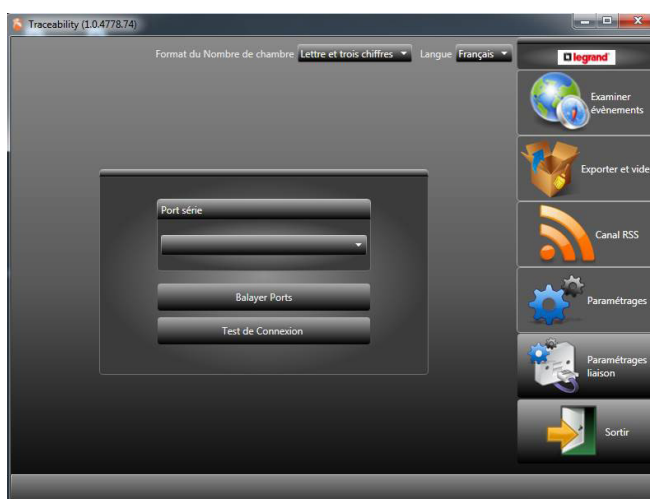 Traceability (1.0.4778.74)
Format du Nombre de chambre Lettre et trois chiffres Langue Français
legrand
Examiner
évènements
Exporter et vide
Port série
Canal RSS
Balayer Ports
Paramétrages
Test de Connexion
Paramétrages
liaison
Sortir